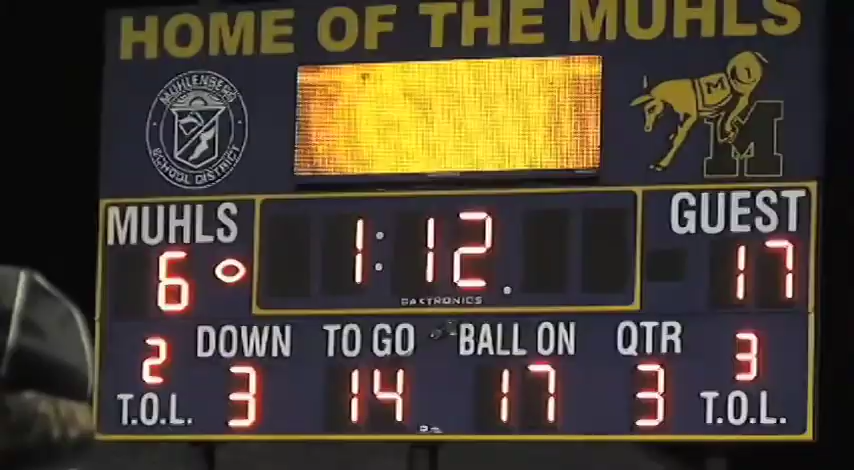 HOME OF THE MUHLS
MUHLENBERG
SCHOOL DISTRICT
M
1
M
MUHLS 1:12 GUEST
6 17
DAKTRONICS
2 DOWN TO GO BALL ON QTR 3
T.O.L. 3 14 17 3 T.O.L.